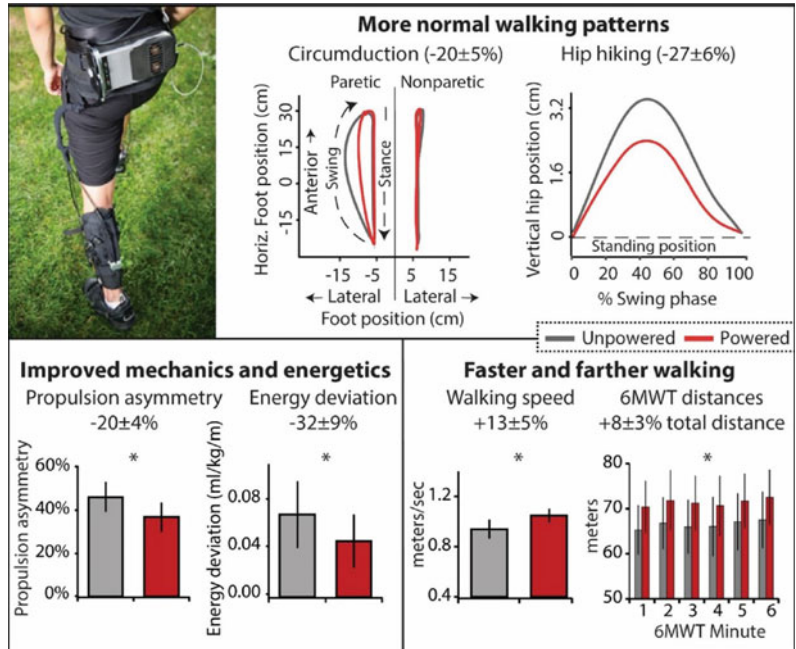 More normal walking patterns
Circumduction (-20±5%)
Paretic
Nonparetic
Horiz. Foot position (cm)
30
15
0
-15
Anterior
Swing
Stance
-15
-5
5
15
Lateral
Lateral
Foot position (cm)
Hip hiking (-27±6%)
Vertical hip position (cm)
3.2
1.6
0
Standing position
0
20
40
60
80
100
% Swing phase
Unpowered
Powered
Improved mechanics and energetics
Propulsion asymmetry
-20±4%
Propulsion asymmetry
60%
40%
20%
0%
*
Energy deviation
-32±9%
Energy deviation (ml/kg/m)
0.08
0.04
0.00
*
Faster and farther walking
Walking speed
+13±5%
meters/sec
1.2
0.8
0.4
*
6MWT distances
+8±3% total distance
meters
80
70
60
50
*
1 2 3 4 5 6
6MWT Minute